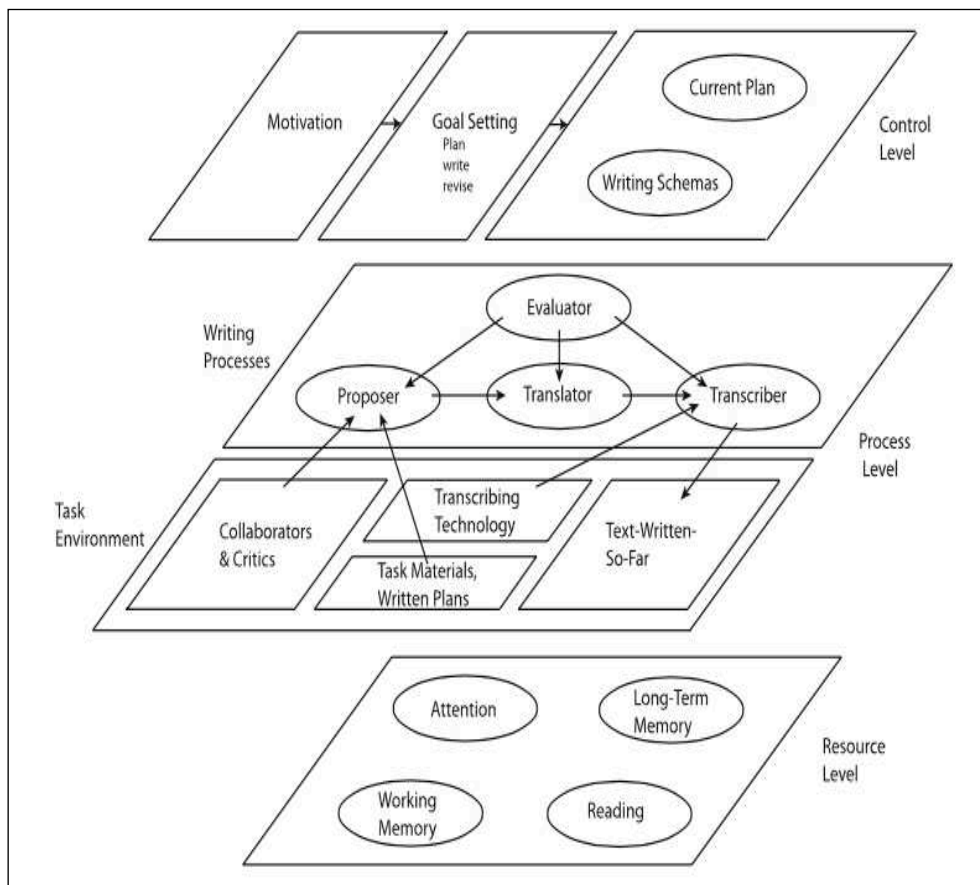 Current Plan
Motivation
Goal Setting
Plan
write
revise
Control
Level
Writing Schemas
Evaluator
Writing
Processes
Proposer
Translator
Transcriber
Process
Level
Task
Environment
Collaborators
& Critics
Transcribing
Technology
Text-Written-
So-Far
Task Materials,
Written Plans
Attention
Long-Term
Memory
Resource
Level
Working
Memory
Reading